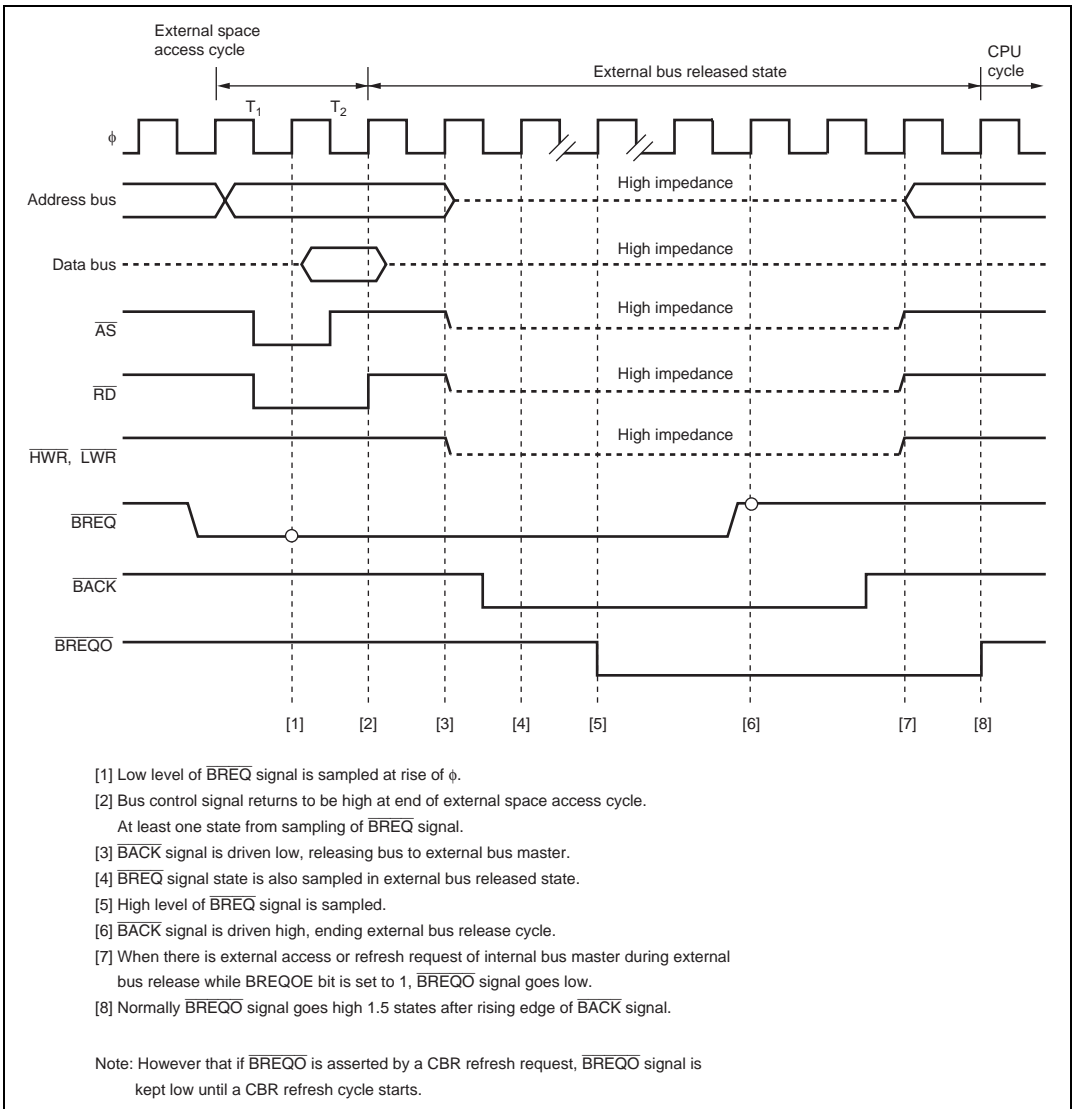 External space
access cycle
External bus released state
CPU
cycle
T1
T2
ϕ
Address bus
High impedance
Data bus
High impedance
AS
High impedance
RD
High impedance
HWR, LWR
High impedance
BREQ
BACK
BREQO
[1] [2] [3] [4] [5] [6] [7] [8]
[1] Low level of BREQ signal is sampled at rise of ϕ.
[2] Bus control signal returns to be high at end of external space access cycle.
At least one state from sampling of BREQ signal.
[3] BACK signal is driven low, releasing bus to external bus master.
[4] BREQ signal state is also sampled in external bus released state.
[5] High level of BREQ signal is sampled.
[6] BACK signal is driven high, ending external bus release cycle.
[7] When there is external access or refresh request of internal bus master during external
bus release while BREQOE bit is set to 1, BREQO signal goes low.
[8] Normally BREQO signal goes high 1.5 states after rising edge of BACK signal.
Note: However that if BREQO is asserted by a CBR refresh request, BREQO signal is
kept low until a CBR refresh cycle starts.